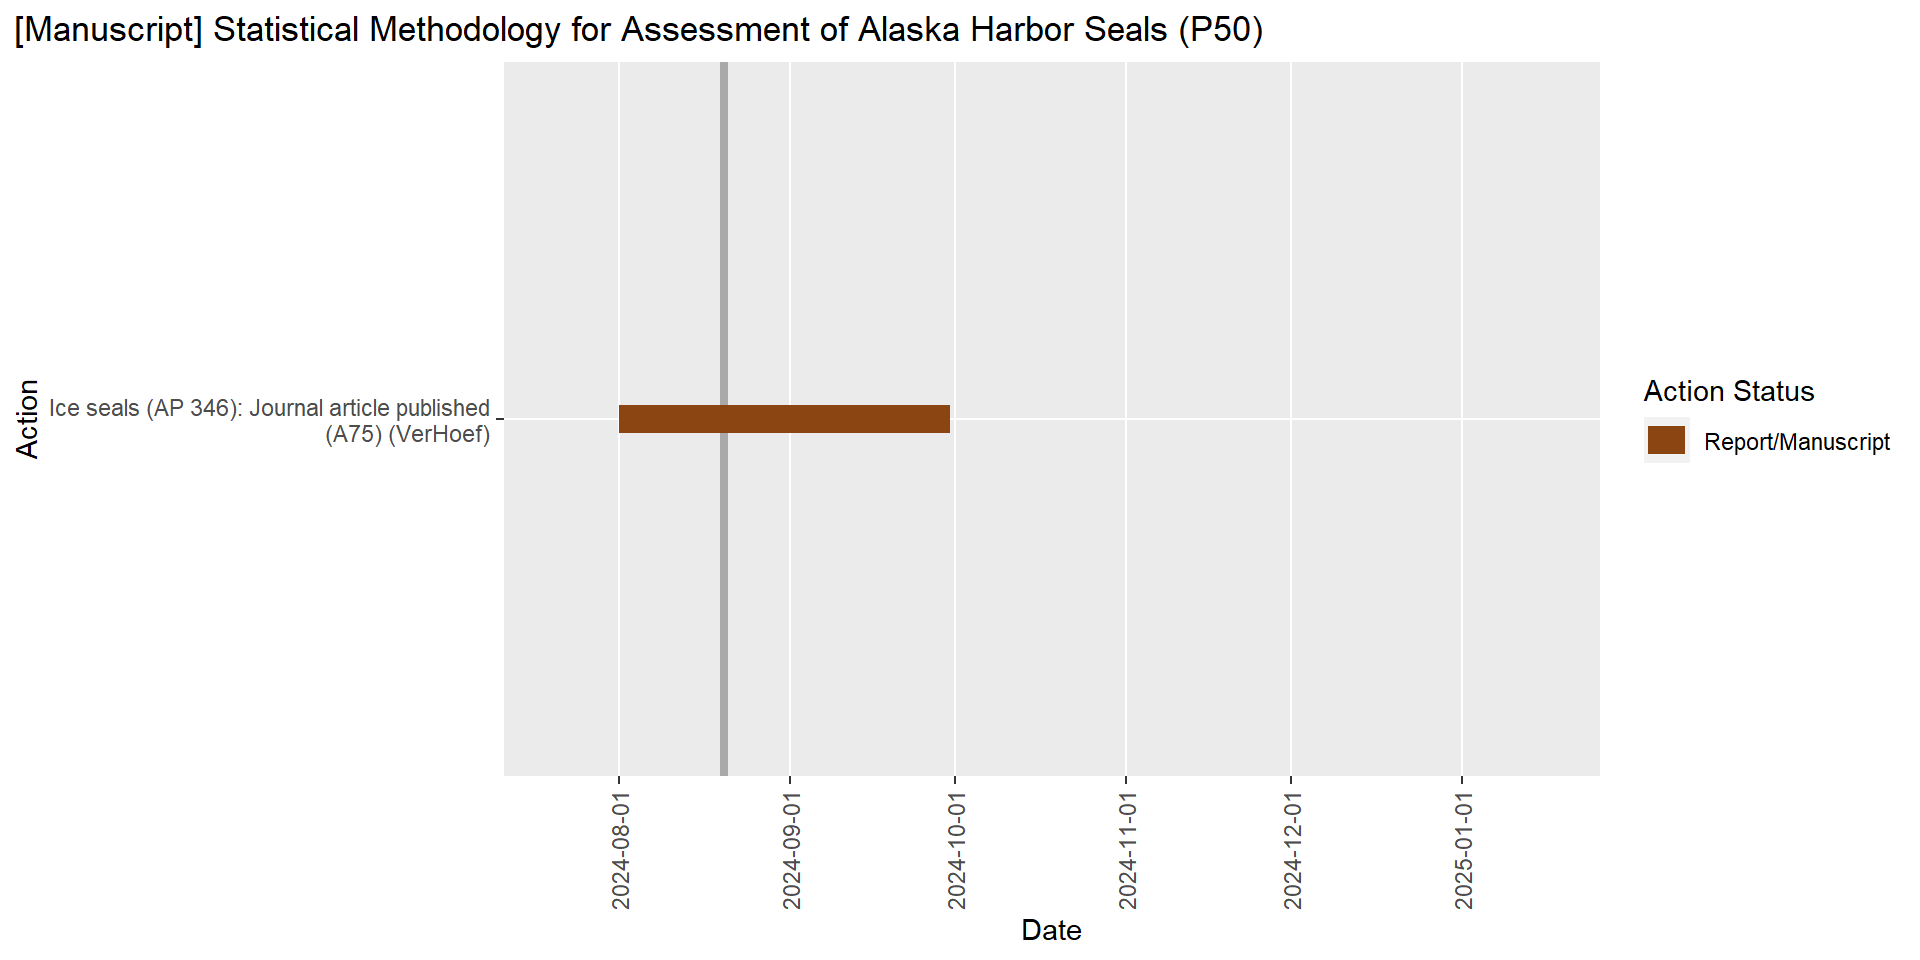 [Manuscript] Statistical Methodology for Assessment of Alaska Harbor Seals (P50)
Action
Ice seals (AP 346): Journal article published
(A75) (VerHoef)
2024-08-01
2024-09-01
2024-10-01
2024-11-01
2024-12-01
2025-01-01
Date
Action Status
Report/Manuscript